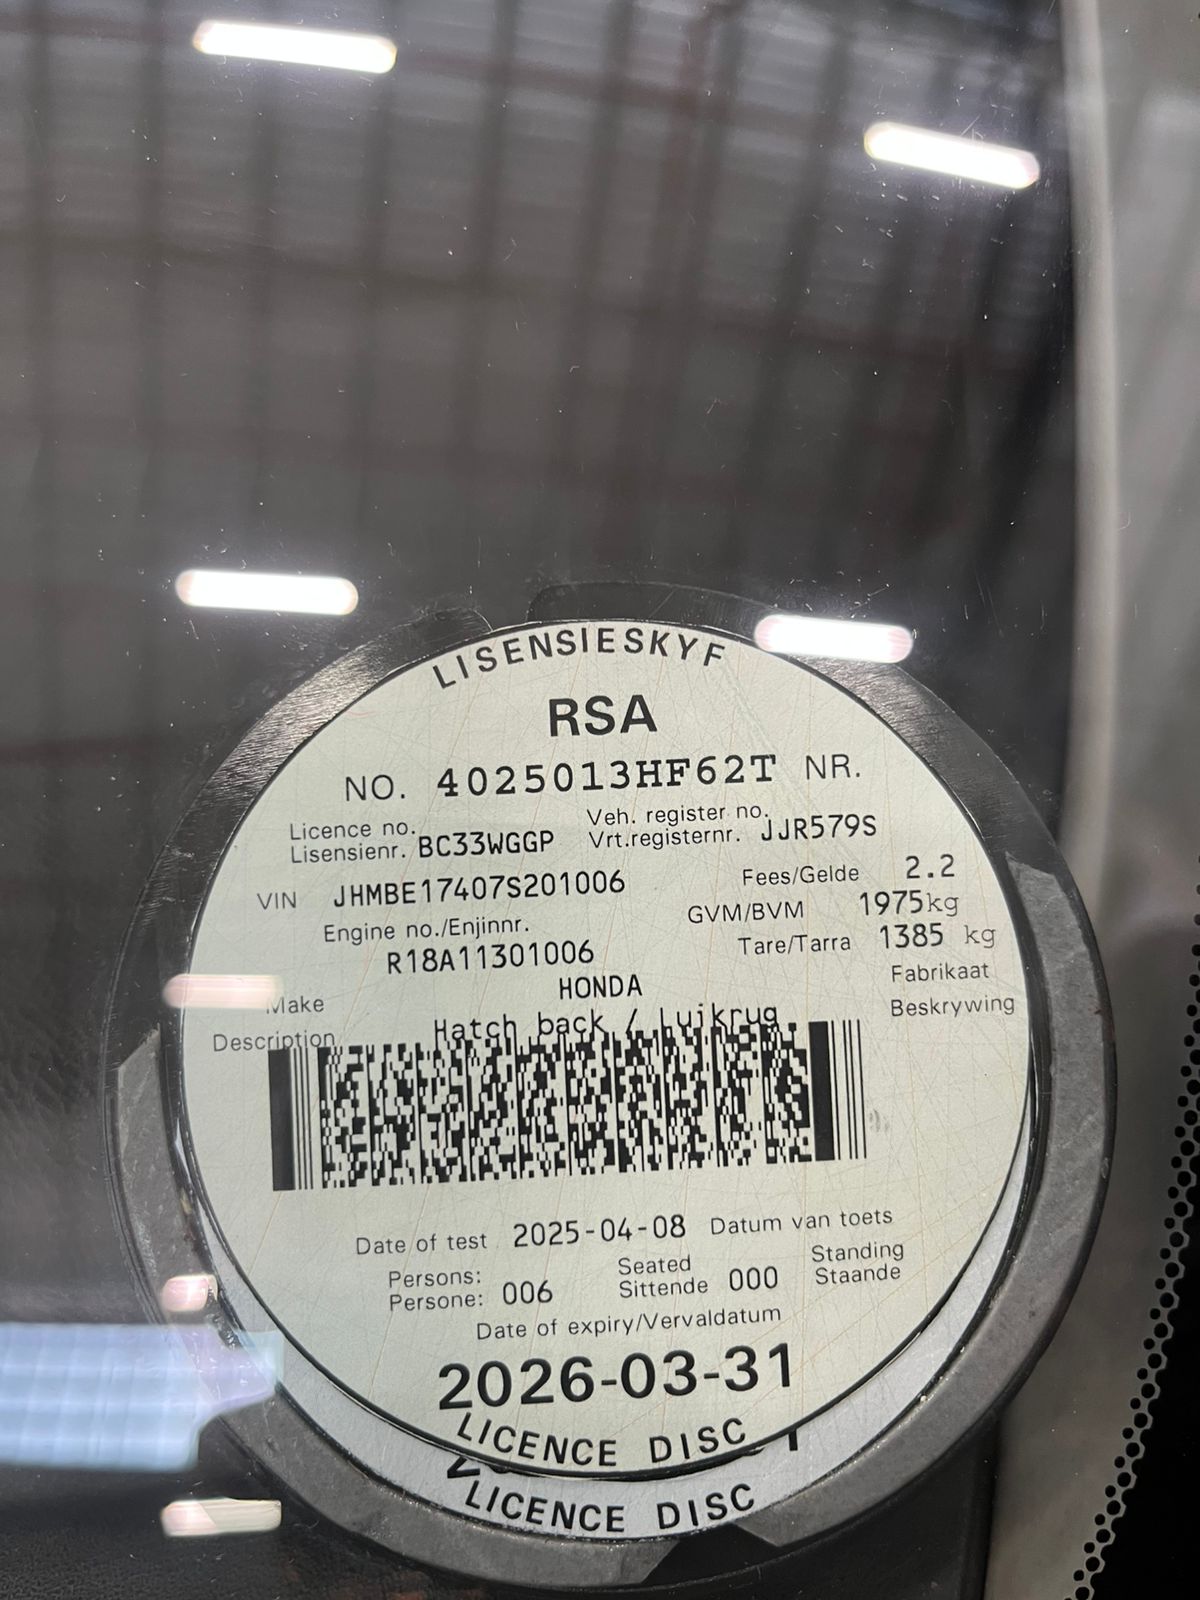 LISENSIESKYF
RSA
NO. 4025013HF62T NR.
Licence no. Veh. register no.
Lisensienr. BC33WGGP Vrt.registernr. JJR579S
VIN JHMBE17407S201006 Fees/Gelde 2.2
Engine no./Enjinnr. GVM/BVM 1975kg
R18A11301006 Tare/Tarra 1385 kg
Make HONDA Fabrikaat
Description Hatch back / Luikrug Beskrywing
Date of test 2025-04-08 Datum van toets
Persons: Seated Standing
Persone: 006 Sittende 000 Staande
Date of expiry/Vervaldatum
2026-03-31
LICENCE DISC
LICENCE DISC